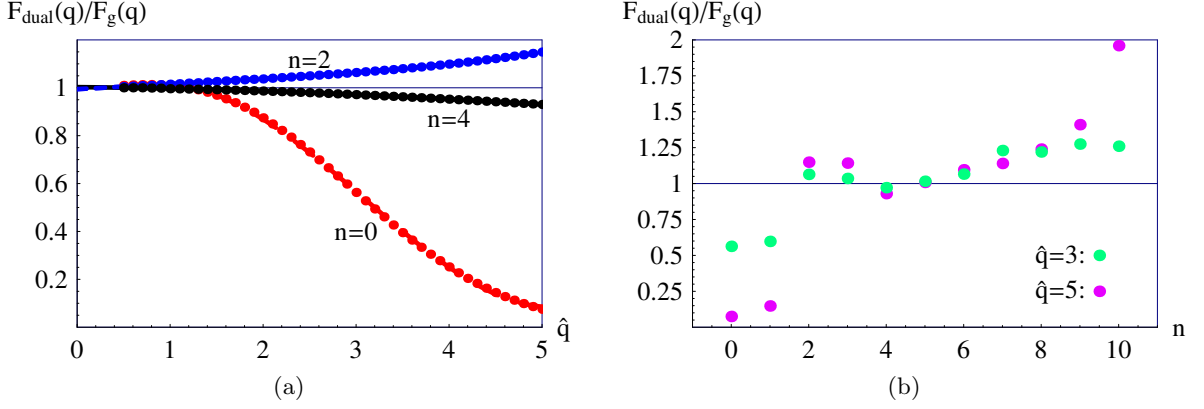 F_dual(q)/F_g(q)
1
0.8
0.6
0.4
0.2
n=2
n=4
n=0
0 1 2 3 4 5
q̂
(a)
F_dual(q)/F_g(q)
2
1.75
1.5
1.25
1
0.75
0.5
0.25
q̂=3:
q̂=5:
0 2 4 6 8 10
n
(b)